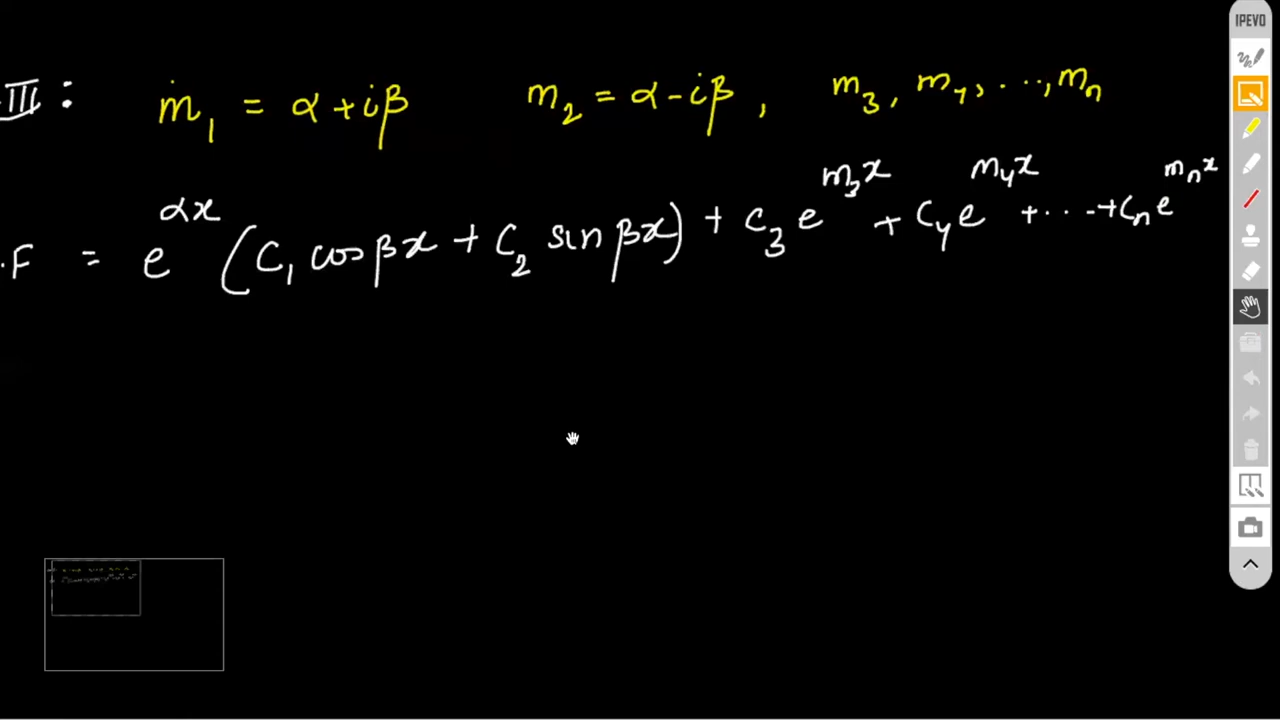 III :
m₁ = α + iβ m₂ = α - iβ , m₃, m₄, ..., mₙ
.F = e^{αx} (C₁ cos βx + C₂ sin βx) + C₃ e^{m₃x} + C₄ e^{m₄x} + ... + Cₙ e^{mₙx}
IPEVO